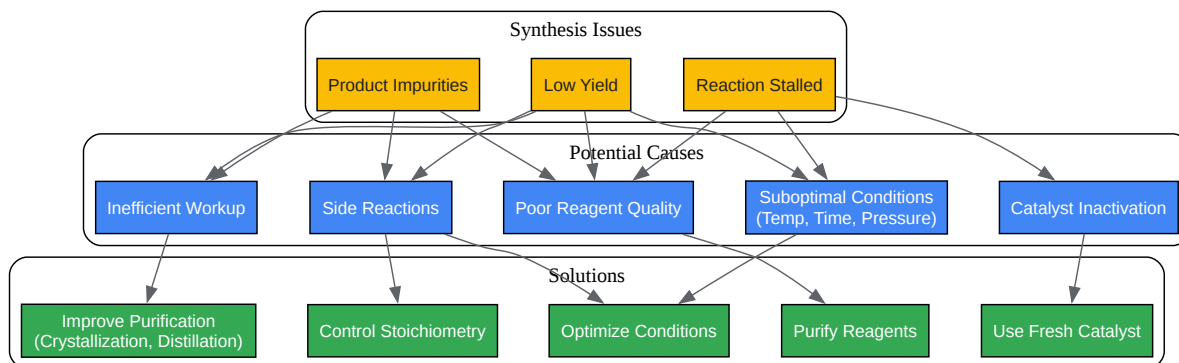 Synthesis Issues
Product Impurities
Low Yield
Reaction Stalled
Potential Causes
Inefficient Workup
Side Reactions
Poor Reagent Quality
Suboptimal Conditions
(Temp, Time, Pressure)
Catalyst Inactivation
Solutions
Improve Purification
(Crystallization, Distillation)
Control Stoichiometry
Optimize Conditions
Purify Reagents
Use Fresh Catalyst